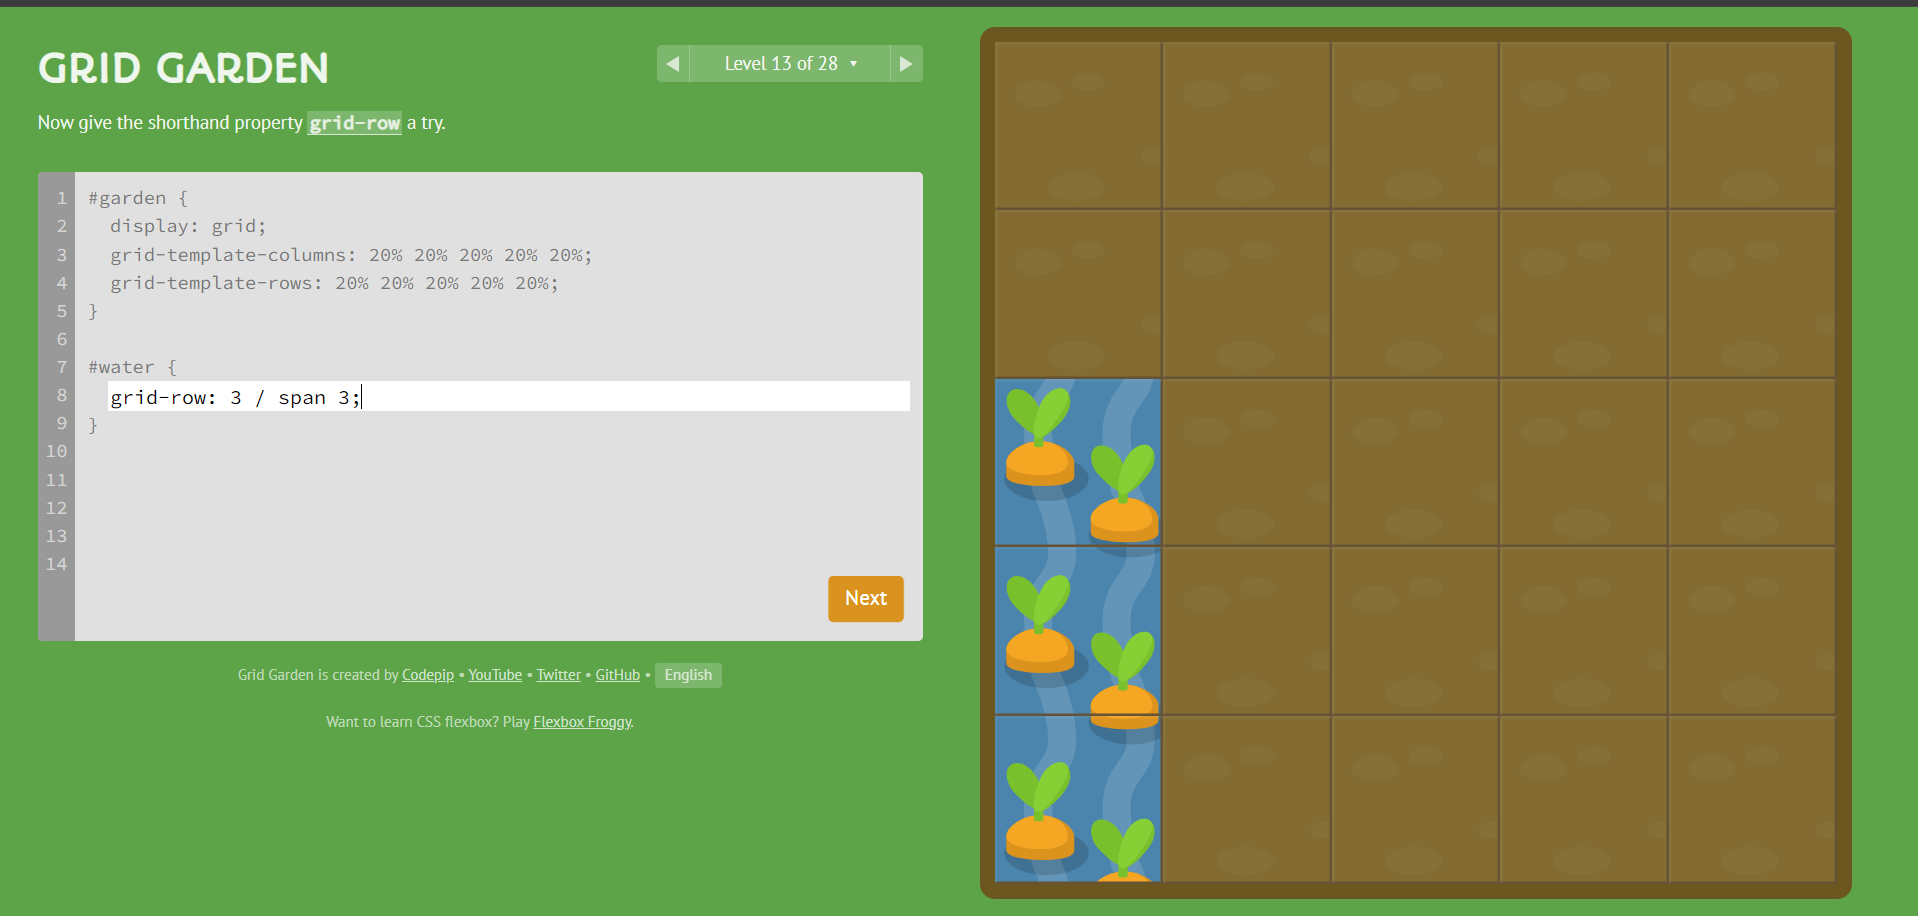 GRID GARDEN
◀ Level 13 of 28 ▼ ▶
Now give the shorthand property grid-row a try.
1 #garden {
2 display: grid;
3 grid-template-columns: 20% 20% 20% 20% 20%;
4 grid-template-rows: 20% 20% 20% 20% 20%;
5 }
6
7 #water {
8 grid-row: 3 / span 3;
9 }
10
11
12
13
14
Next
Grid Garden is created by Codepip • YouTube • Twitter • GitHub • English
Want to learn CSS flexbox? Play Flexbox Froggy.